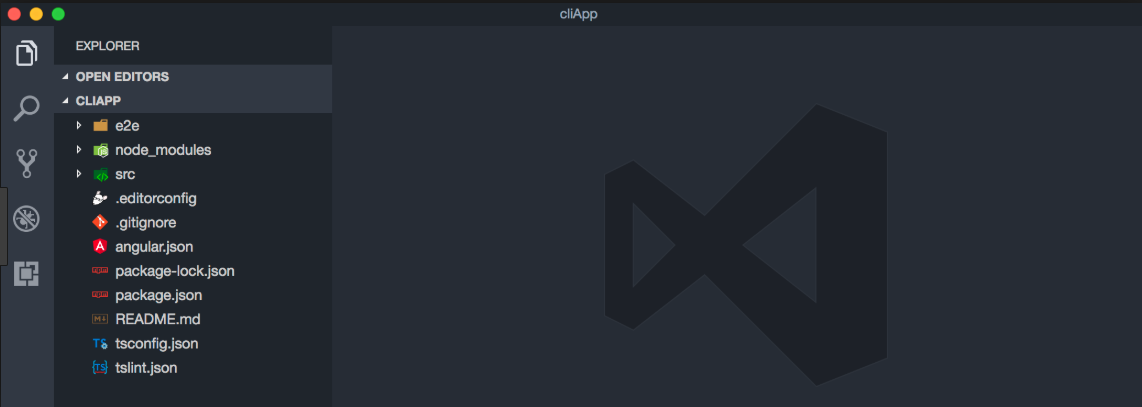 cliApp
EXPLORER
OPEN EDITORS
CLIAPP
e2e
node_modules
src
.editorconfig
.gitignore
angular.json
package-lock.json
package.json
README.md
tsconfig.json
tslint.json